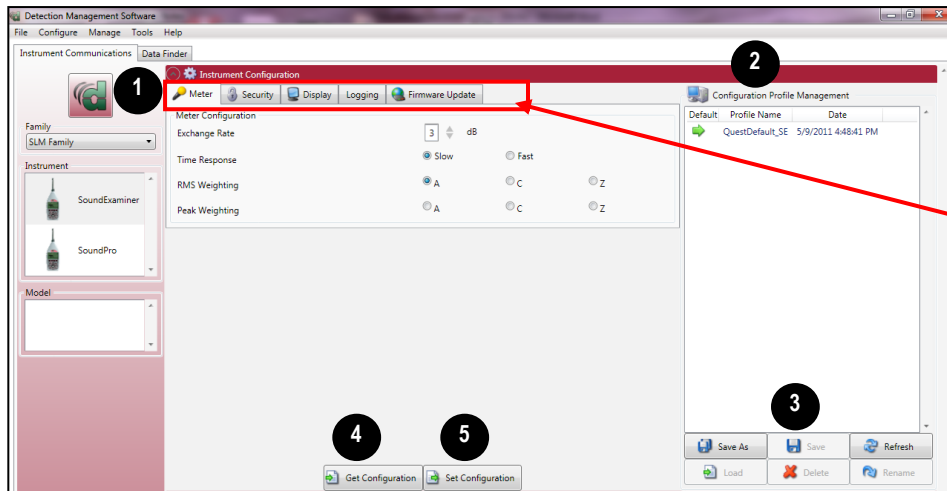 Detection Management Software
File Configure Manage Tools Help
Instrument Communications Data Finder
1
Instrument Configuration
2
Meter Security Display Logging Firmware Update
Configuration Profile Management
Family
SLM Family
Meter Configuration
Exchange Rate 3 dB
Time Response Slow Fast
RMS Weighting A C Z
Peak Weighting A C Z
Default Profile Name Date
QuestDefault_SE 5/9/2011 4:48:41 PM
Instrument
SoundExaminer
SoundPro
Model
3
4
5
Save As Save Refresh
Load Delete Rename
Get Configuration Set Configuration